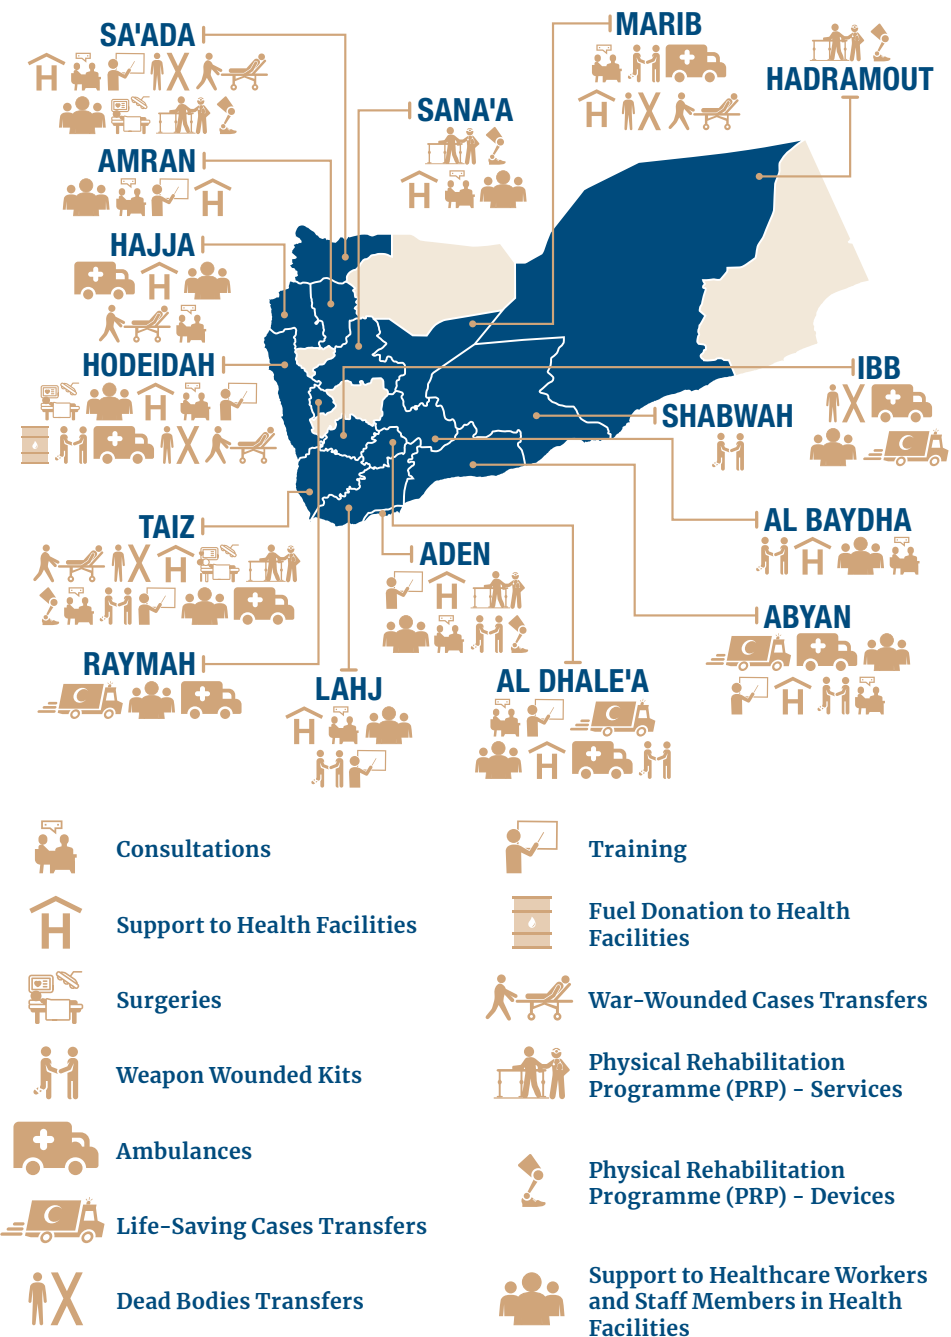 MARIB
SA'ADA
HADRAMOUT
SANA'A
AMRAN
HAJJA
HODEIDAH
IBB
SHABWAH
TAIZ
AL BAYDHA
ADEN
ABYAN
RAYMAH
LAHJ
AL DHALE'A
Consultations
Training
Support to Health Facilities
Fuel Donation to Health
Facilities
Surgeries
War-Wounded Cases Transfers
Weapon Wounded Kits
Physical Rehabilitation
Programme (PRP) - Services
Ambulances
Physical Rehabilitation
Programme (PRP) - Devices
Life-Saving Cases Transfers
Dead Bodies Transfers
Support to Healthcare Workers
and Staff Members in Health
Facilities